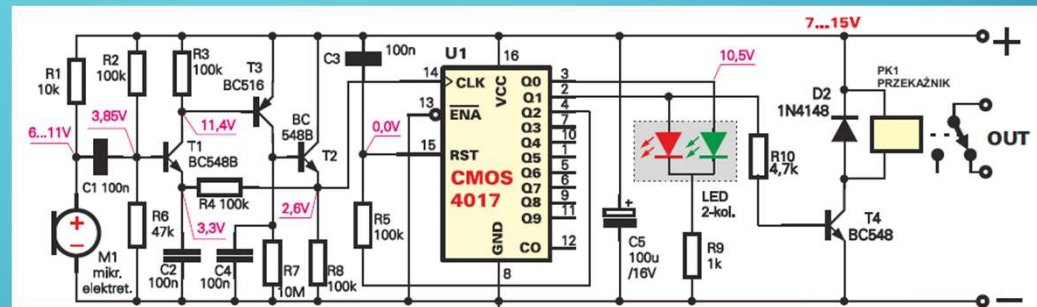 7...15V
R1
10k
R2
100k
R3
100k
T3
BC516
C3
100n
U1
16
VCC
14
CLK
13
ENA
15
RST
CMOS
4017
GND
8
Q0
3
Q1
2
Q2
4
Q3
7
Q4
10
Q5
1
Q6
Q7
6
Q8
9
Q9
11
CO
12
10,5V
D2
1N4148
PK1
PRZEKAŹNIK
+
OUT
6...11V
3,85V
11,4V
BC
548B
T2
0,0V
T1
BC548B
C1 100n
R4 100k
2,6V
3,3V
R6
47k
M1
mikr.
elektret.
C2
100n
C4
100n
R7
10M
R8
100k
R5
100k
+
C5
100u
/16V
LED
2-kol.
R9
1k
R10
4,7k
T4
BC548